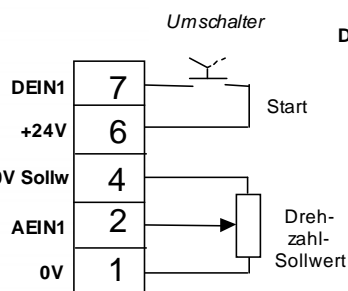 Umschalter
D
DEIN1 7
Start
+24V 6
0V Sollw 4
AEIN1 2
Dreh-
zahl-
Sollwert
0V 1